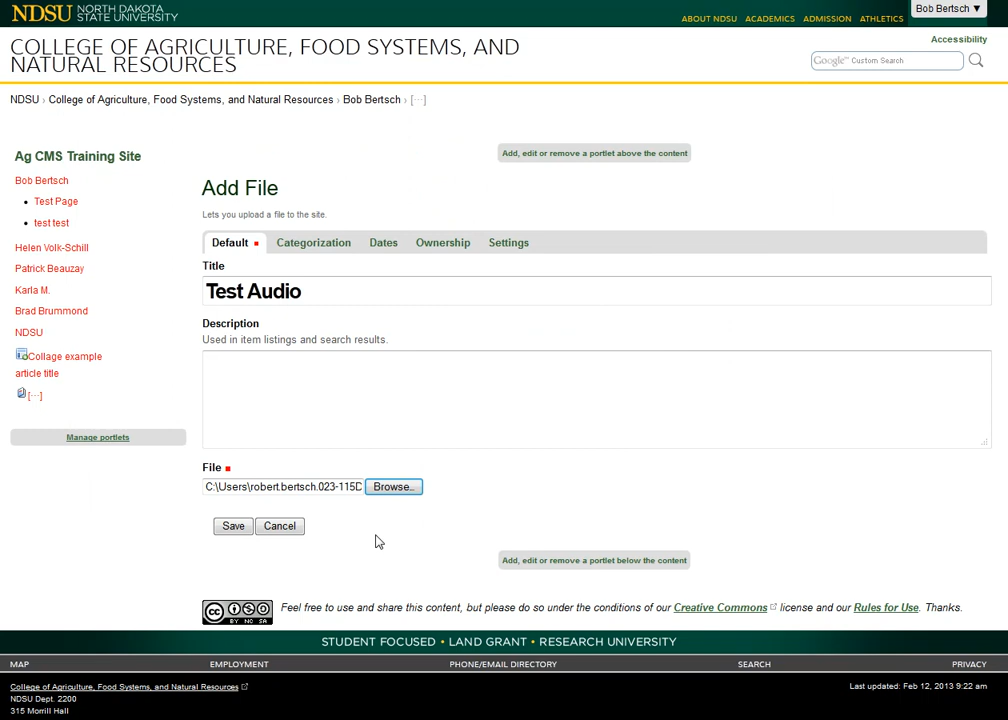 NDSU NORTH DAKOTA
STATE UNIVERSITY
Bob Bertsch ▼
ABOUT NDSU ACADEMICS ADMISSION ATHLETICS
Accessibility
COLLEGE OF AGRICULTURE, FOOD SYSTEMS, AND
NATURAL RESOURCES
Google™ Custom Search
NDSU › College of Agriculture, Food Systems, and Natural Resources › Bob Bertsch › [···]
Ag CMS Training Site
Bob Bertsch
Test Page
test test
Helen Volk-Schill
Patrick Beauzay
Karla M.
Brad Brummond
NDSU
Collage example
article title
[···]
Manage portlets
Add, edit or remove a portlet above the content
Add File
Lets you upload a file to the site.
Default Categorization Dates Ownership Settings
Title
Test Audio
Description
Used in item listings and search results.
File
C:\Users\robert.bertsch.023-115D Browse..
Save Cancel
Add, edit or remove a portlet below the content
cc BY NC SA
Feel free to use and share this content, but please do so under the conditions of our Creative Commons license and our Rules for Use. Thanks.
STUDENT FOCUSED • LAND GRANT • RESEARCH UNIVERSITY
MAP EMPLOYMENT PHONE/EMAIL DIRECTORY SEARCH PRIVACY
College of Agriculture, Food Systems, and Natural Resources
Last updated: Feb 12, 2013 9:22 am
NDSU Dept. 2200
315 Morrill Hall